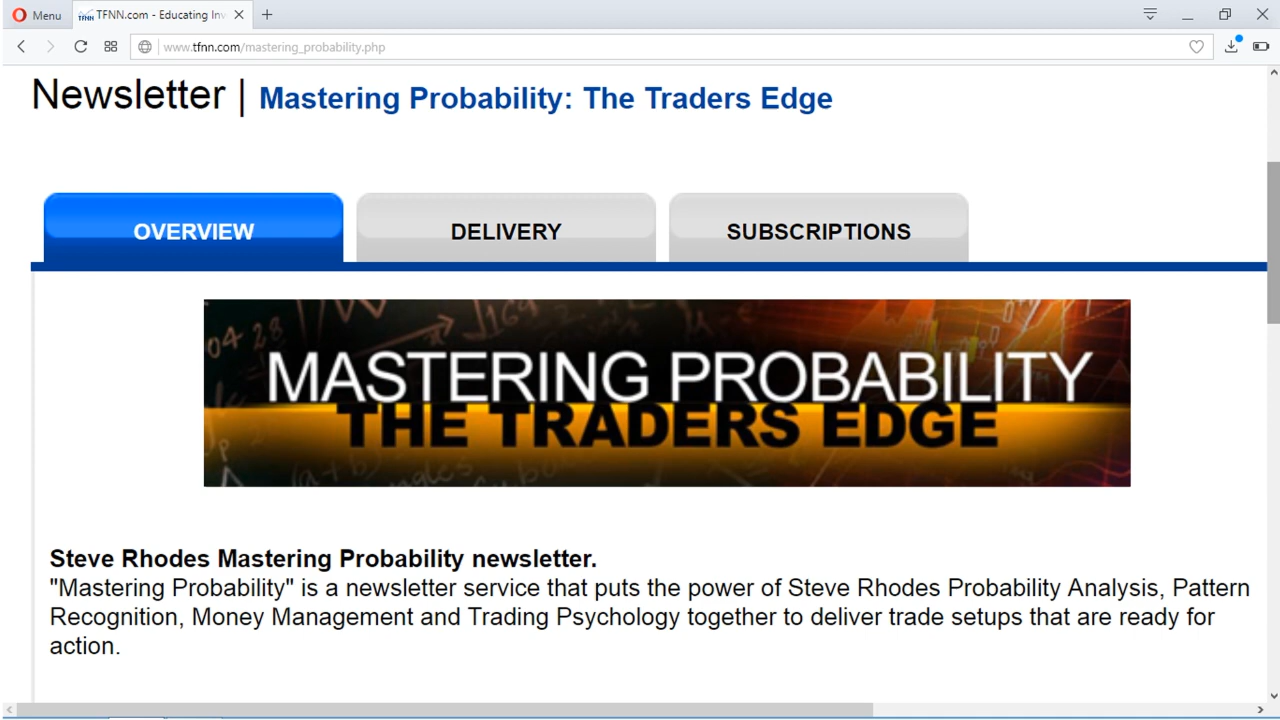 Menu
TFNN.com - Educating Inv
www.tfnn.com/mastering_probability.php
Newsletter | Mastering Probability: The Traders Edge
OVERVIEW DELIVERY SUBSCRIPTIONS
MASTERING PROBABILITY
THE TRADERS EDGE
Steve Rhodes Mastering Probability newsletter.
"Mastering Probability" is a newsletter service that puts the power of Steve Rhodes Probability Analysis, Pattern
Recognition, Money Management and Trading Psychology together to deliver trade setups that are ready for
action.